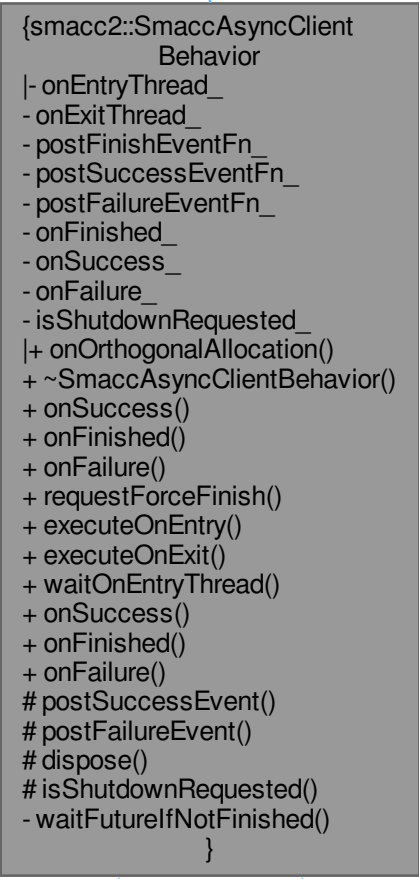 {smacc2::SmaccAsyncClient
Behavior
|- onEntryThread_
- onExitThread_
- postFinishEventFn_
- postSuccessEventFn_
- postFailureEventFn_
- onFinished_
- onSuccess_
- onFailure_
- isShutdownRequested_
|+ onOrthogonalAllocation()
+ ~SmaccAsyncClientBehavior()
+ onSuccess()
+ onFinished()
+ onFailure()
+ requestForceFinish()
+ executeOnEntry()
+ executeOnExit()
+ waitOnEntryThread()
+ onSuccess()
+ onFinished()
+ onFailure()
# postSuccessEvent()
# postFailureEvent()
# dispose()
# isShutdownRequested()
- waitFutureIfNotFinished()
}